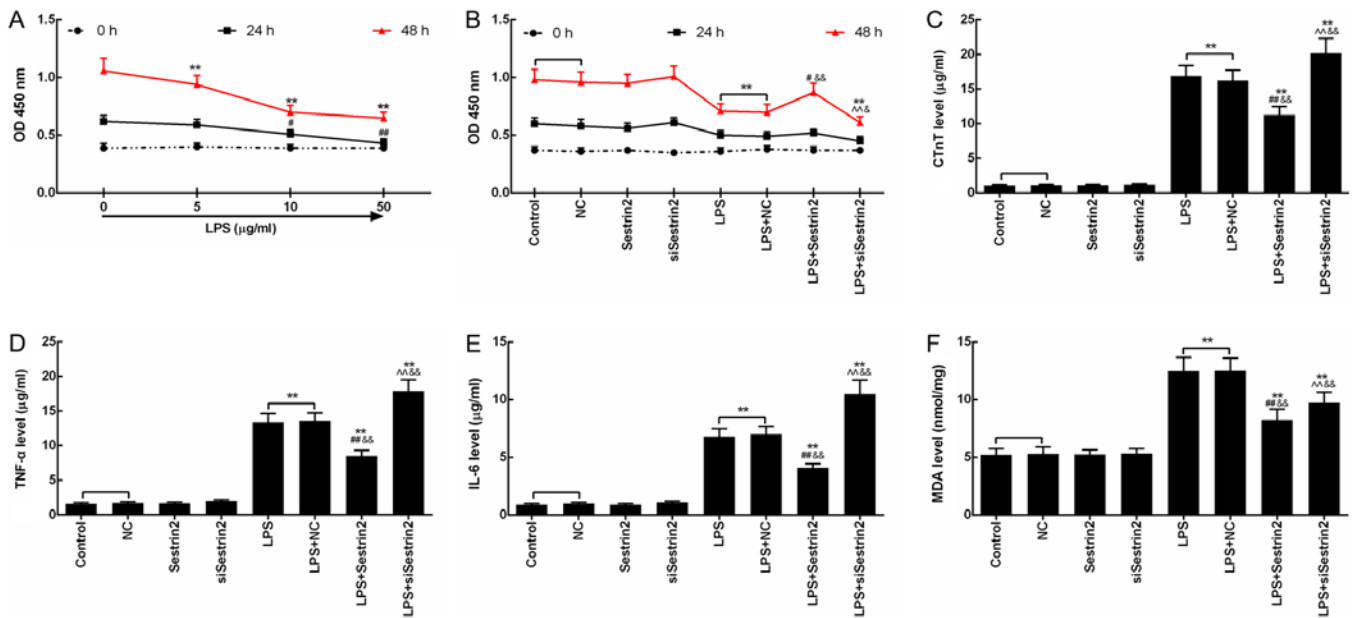 A
1.5
1.0
0.5
0.0
OD 450 nm
0 h
24 h
48 h
**
**
#
**
##
0
5
10
50
LPS (μg/ml)
B
1.5
1.0
0.5
0.0
OD 450 nm
0 h
24 h
48 h
**
# &&
**
^^ &
Control
NC
Sestrin2
siSestrin2
LPS
LPS+NC
LPS+Sestrin2
LPS+siSestrin2
C
25
20
15
10
5
0
CTnT level (μg/ml)
**
**
## &&
**
^^ &&
Control
NC
Sestrin2
siSestrin2
LPS
LPS+NC
LPS+Sestrin2
LPS+siSestrin2
D
25
20
15
10
5
0
TNF-α level (μg/ml)
**
**
## &&
**
^^ &&
Control
NC
Sestrin2
siSestrin2
LPS
LPS+NC
LPS+Sestrin2
LPS+siSestrin2
E
15
10
5
0
IL-6 level (μg/ml)
**
**
## &&
**
^^ &&
Control
NC
Sestrin2
siSestrin2
LPS
LPS+NC
LPS+Sestrin2
LPS+siSestrin2
F
15
10
5
0
MDA level (nmol/mg)
**
**
## &&
**
^^ &&
Control
NC
Sestrin2
siSestrin2
LPS
LPS+NC
LPS+Sestrin2
LPS+siSestrin2